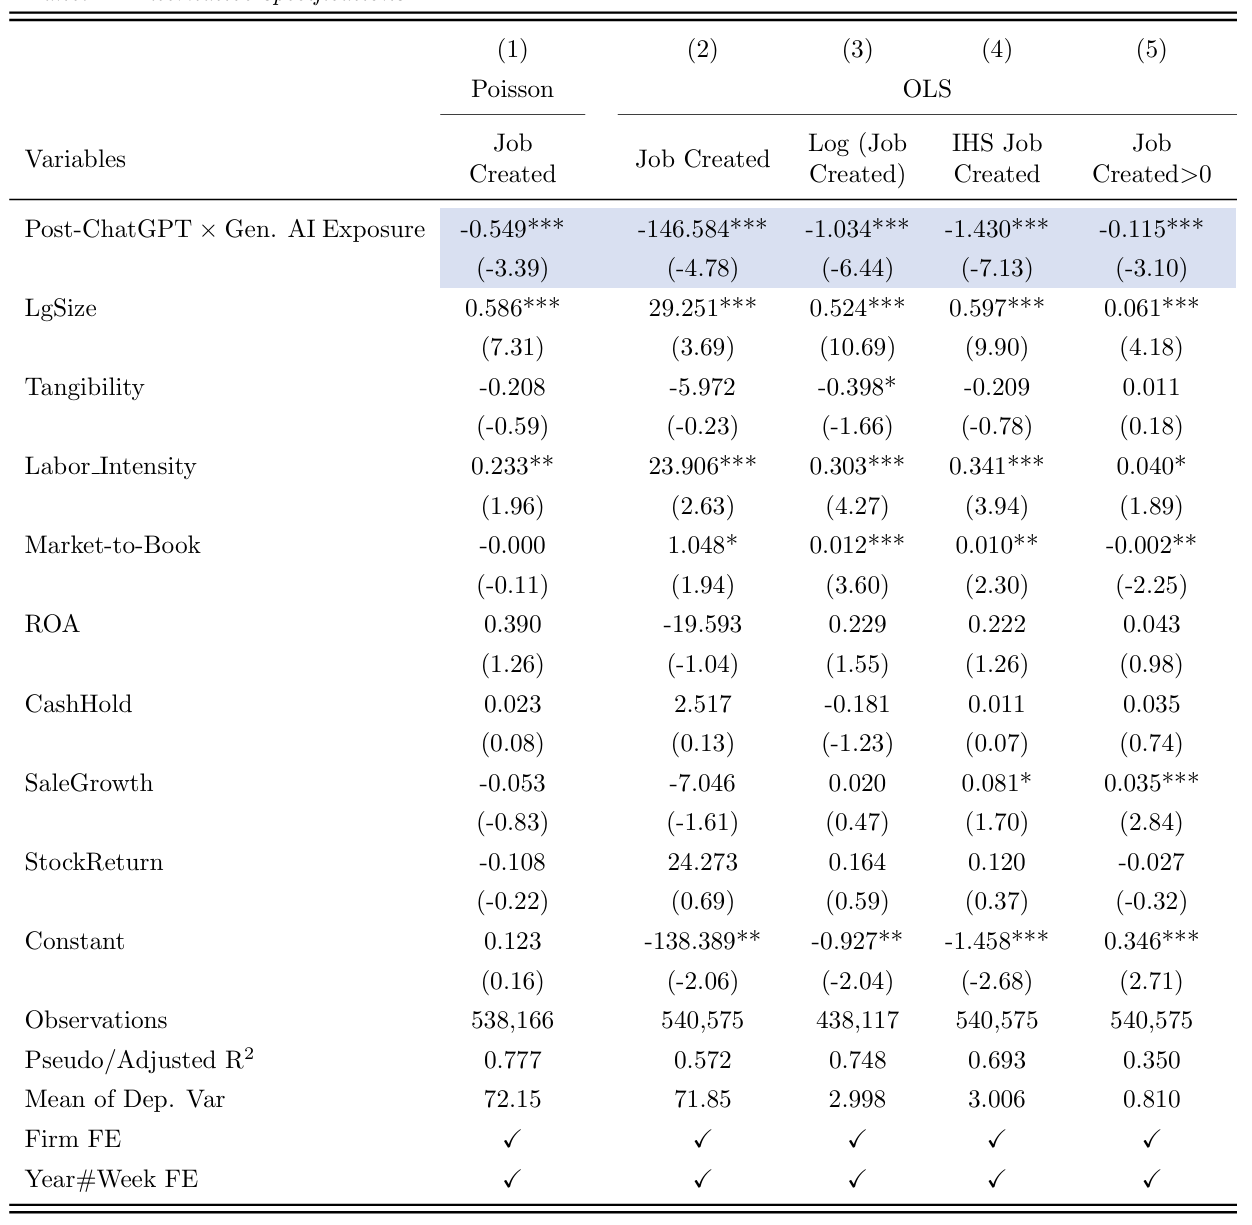 (1) (2) (3) (4) (5)
Poisson OLS
Variables Job Created Job Created Log (Job Created) IHS Job Created Job Created>0
Post-ChatGPT × Gen. AI Exposure -0.549*** -146.584*** -1.034*** -1.430*** -0.115***
(-3.39) (-4.78) (-6.44) (-7.13) (-3.10)
LgSize 0.586*** 29.251*** 0.524*** 0.597*** 0.061***
(7.31) (3.69) (10.69) (9.90) (4.18)
Tangibility -0.208 -5.972 -0.398* -0.209 0.011
(-0.59) (-0.23) (-1.66) (-0.78) (0.18)
Labor_Intensity 0.233** 23.906*** 0.303*** 0.341*** 0.040*
(1.96) (2.63) (4.27) (3.94) (1.89)
Market-to-Book -0.000 1.048* 0.012*** 0.010** -0.002**
(-0.11) (1.94) (3.60) (2.30) (-2.25)
ROA 0.390 -19.593 0.229 0.222 0.043
(1.26) (-1.04) (1.55) (1.26) (0.98)
CashHold 0.023 2.517 -0.181 0.011 0.035
(0.08) (0.13) (-1.23) (0.07) (0.74)
SaleGrowth -0.053 -7.046 0.020 0.081* 0.035***
(-0.83) (-1.61) (0.47) (1.70) (2.84)
StockReturn -0.108 24.273 0.164 0.120 -0.027
(-0.22) (0.69) (0.59) (0.37) (-0.32)
Constant 0.123 -138.389** -0.927** -1.458*** 0.346***
(0.16) (-2.06) (-2.04) (-2.68) (2.71)
Observations 538,166 540,575 438,117 540,575 540,575
Pseudo/Adjusted R² 0.777 0.572 0.748 0.693 0.350
Mean of Dep. Var 72.15 71.85 2.998 3.006 0.810
Firm FE ✓ ✓ ✓ ✓ ✓
Year#Week FE ✓ ✓ ✓ ✓ ✓